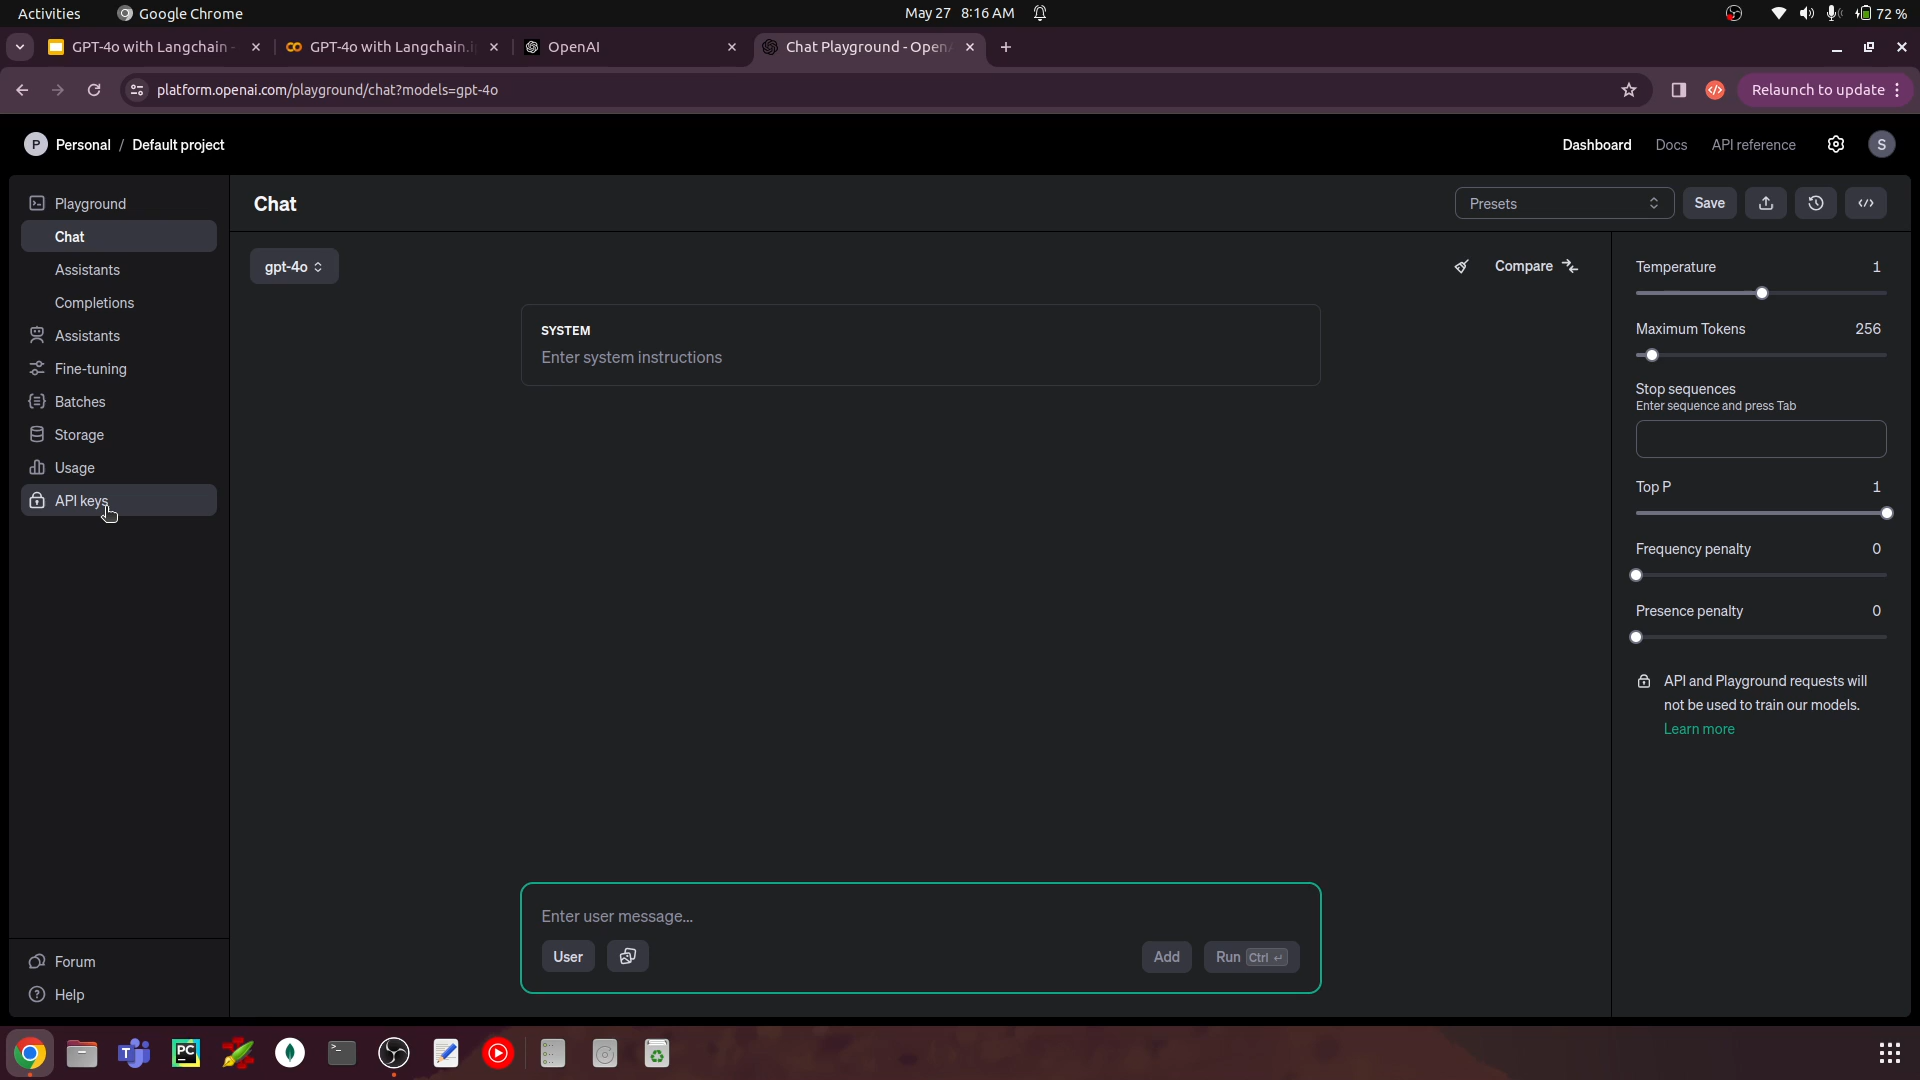 Activities
Google Chrome
May 27 8:16 AM
72 %
GPT-4o with Langchain -
GPT-4o with Langchain.i
OpenAI
Chat Playground - Open
platform.openai.com/playground/chat?models=gpt-4o
Relaunch to update
P Personal / Default project
Dashboard
Docs
API reference
S
Playground
Chat
Assistants
Completions
Assistants
Fine-tuning
Batches
Storage
Usage
API keys
Forum
Help
Chat
Presets
Save
gpt-4o
Compare
SYSTEM
Enter system instructions
Enter user message...
User
Add
Run Ctrl ↵
Temperature 1
Maximum Tokens 256
Stop sequences
Enter sequence and press Tab
Top P 1
Frequency penalty 0
Presence penalty 0
API and Playground requests will
not be used to train our models.
Learn more
PC